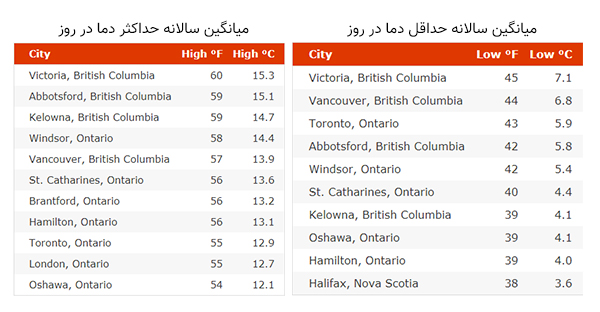 میانگین سالانه حداکثر دما در روز
City High ºF High ºC
Victoria, British Columbia 60 15.3
Abbotsford, British Columbia 59 15.1
Kelowna, British Columbia 59 14.7
Windsor, Ontario 58 14.4
Vancouver, British Columbia 57 13.9
St. Catharines, Ontario 56 13.6
Brantford, Ontario 56 13.2
Hamilton, Ontario 56 13.1
Toronto, Ontario 55 12.9
London, Ontario 55 12.7
Oshawa, Ontario 54 12.1
میانگین سالانه حداقل دما در روز
City Low ºF Low ºC
Victoria, British Columbia 45 7.1
Vancouver, British Columbia 44 6.8
Toronto, Ontario 43 5.9
Abbotsford, British Columbia 42 5.8
Windsor, Ontario 42 5.4
St. Catharines, Ontario 40 4.4
Kelowna, British Columbia 39 4.1
Oshawa, Ontario 39 4.1
Hamilton, Ontario 39 4.0
Halifax, Nova Scotia 38 3.6